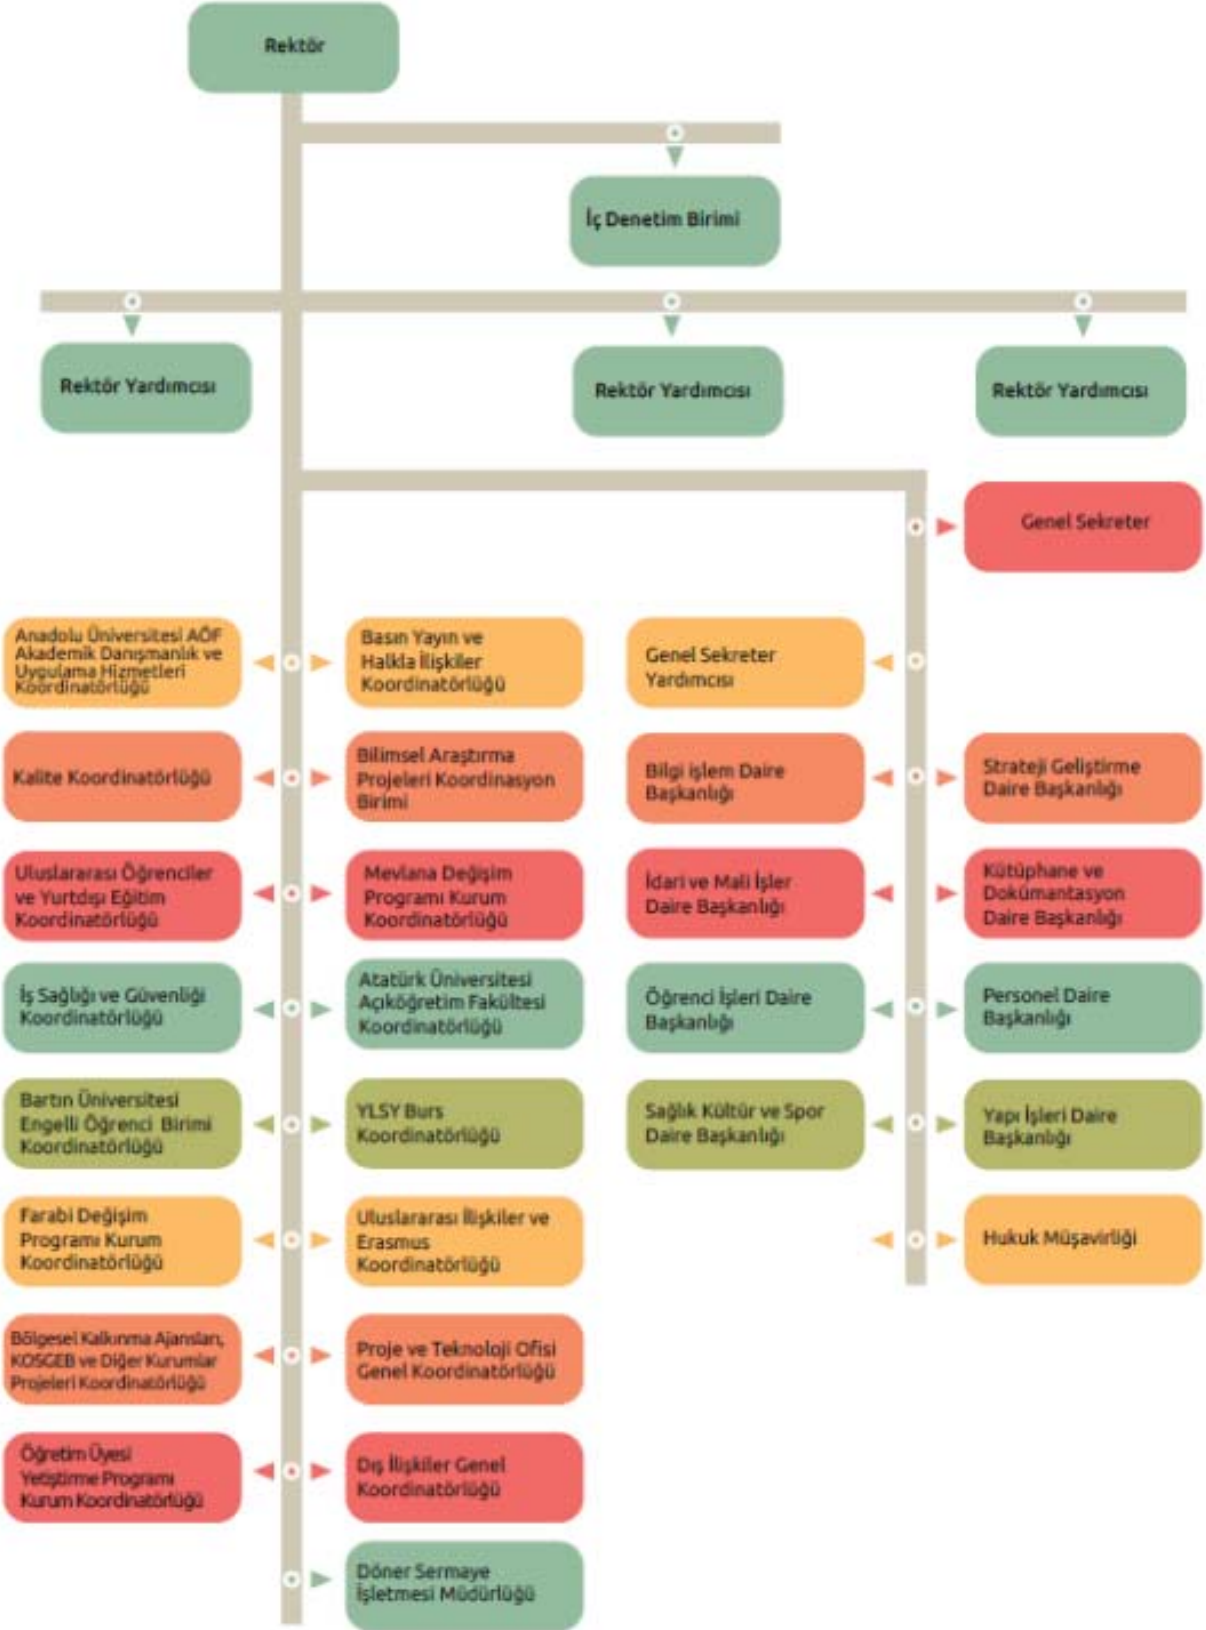 Rektör
İç Denetim Birimi
Rektör Yardımcısı
Rektör Yardımcısı
Rektör Yardımcısı
Genel Sekreter
Anadolu Üniversitesi AÖF
Akademik Danışmanlık ve
Uygulama Hizmetleri
Koordinatörlüğü
Basın Yayın ve
Halkla İlişkiler
Koordinatörlüğü
Genel Sekreter
Yardımcısı
Kalite Koordinatörlüğü
Bilimsel Araştırma
Projeleri Koordinasyon
Birimi
Bilgi işlem Daire
Başkanlığı
Strateji Geliştirme
Daire Başkanlığı
Uluslararası Öğrenciler
ve Yurtdışı Eğitim
Koordinatörlüğü
Mevlana Değişim
Programı Kurum
Koordinatörlüğü
İdari ve Mali İşler
Daire Başkanlığı
Kütüphane ve
Dokümantasyon
Daire Başkanlığı
İş Sağlığı ve Güvenliği
Koordinatörlüğü
Atatürk Üniversitesi
Açıköğretim Fakültesi
Koordinatörlüğü
Öğrenci İşleri Daire
Başkanlığı
Personel Daire
Başkanlığı
Bartın Üniversitesi
Engelli Öğrenci Birimi
Koordinatörlüğü
YLSY Burs
Koordinatörlüğü
Sağlık Kültür ve Spor
Daire Başkanlığı
Yapı İşleri Daire
Başkanlığı
Farabi Değişim
Programı Kurum
Koordinatörlüğü
Uluslararası İlişkiler ve
Erasmus
Koordinatörlüğü
Hukuk Müşavirliği
Bölgesel Kalkınma Ajansları,
KOSGEB ve Diğer Kurumlar
Projeleri Koordinatörlüğü
Proje ve Teknoloji Ofisi
Genel Koordinatörlüğü
Öğretim Üyesi
Yetiştirme Programı
Kurum Koordinatörlüğü
Dış İlişkiler Genel
Koordinatörlüğü
Döner Sermaye
İşletmesi Müdürlüğü